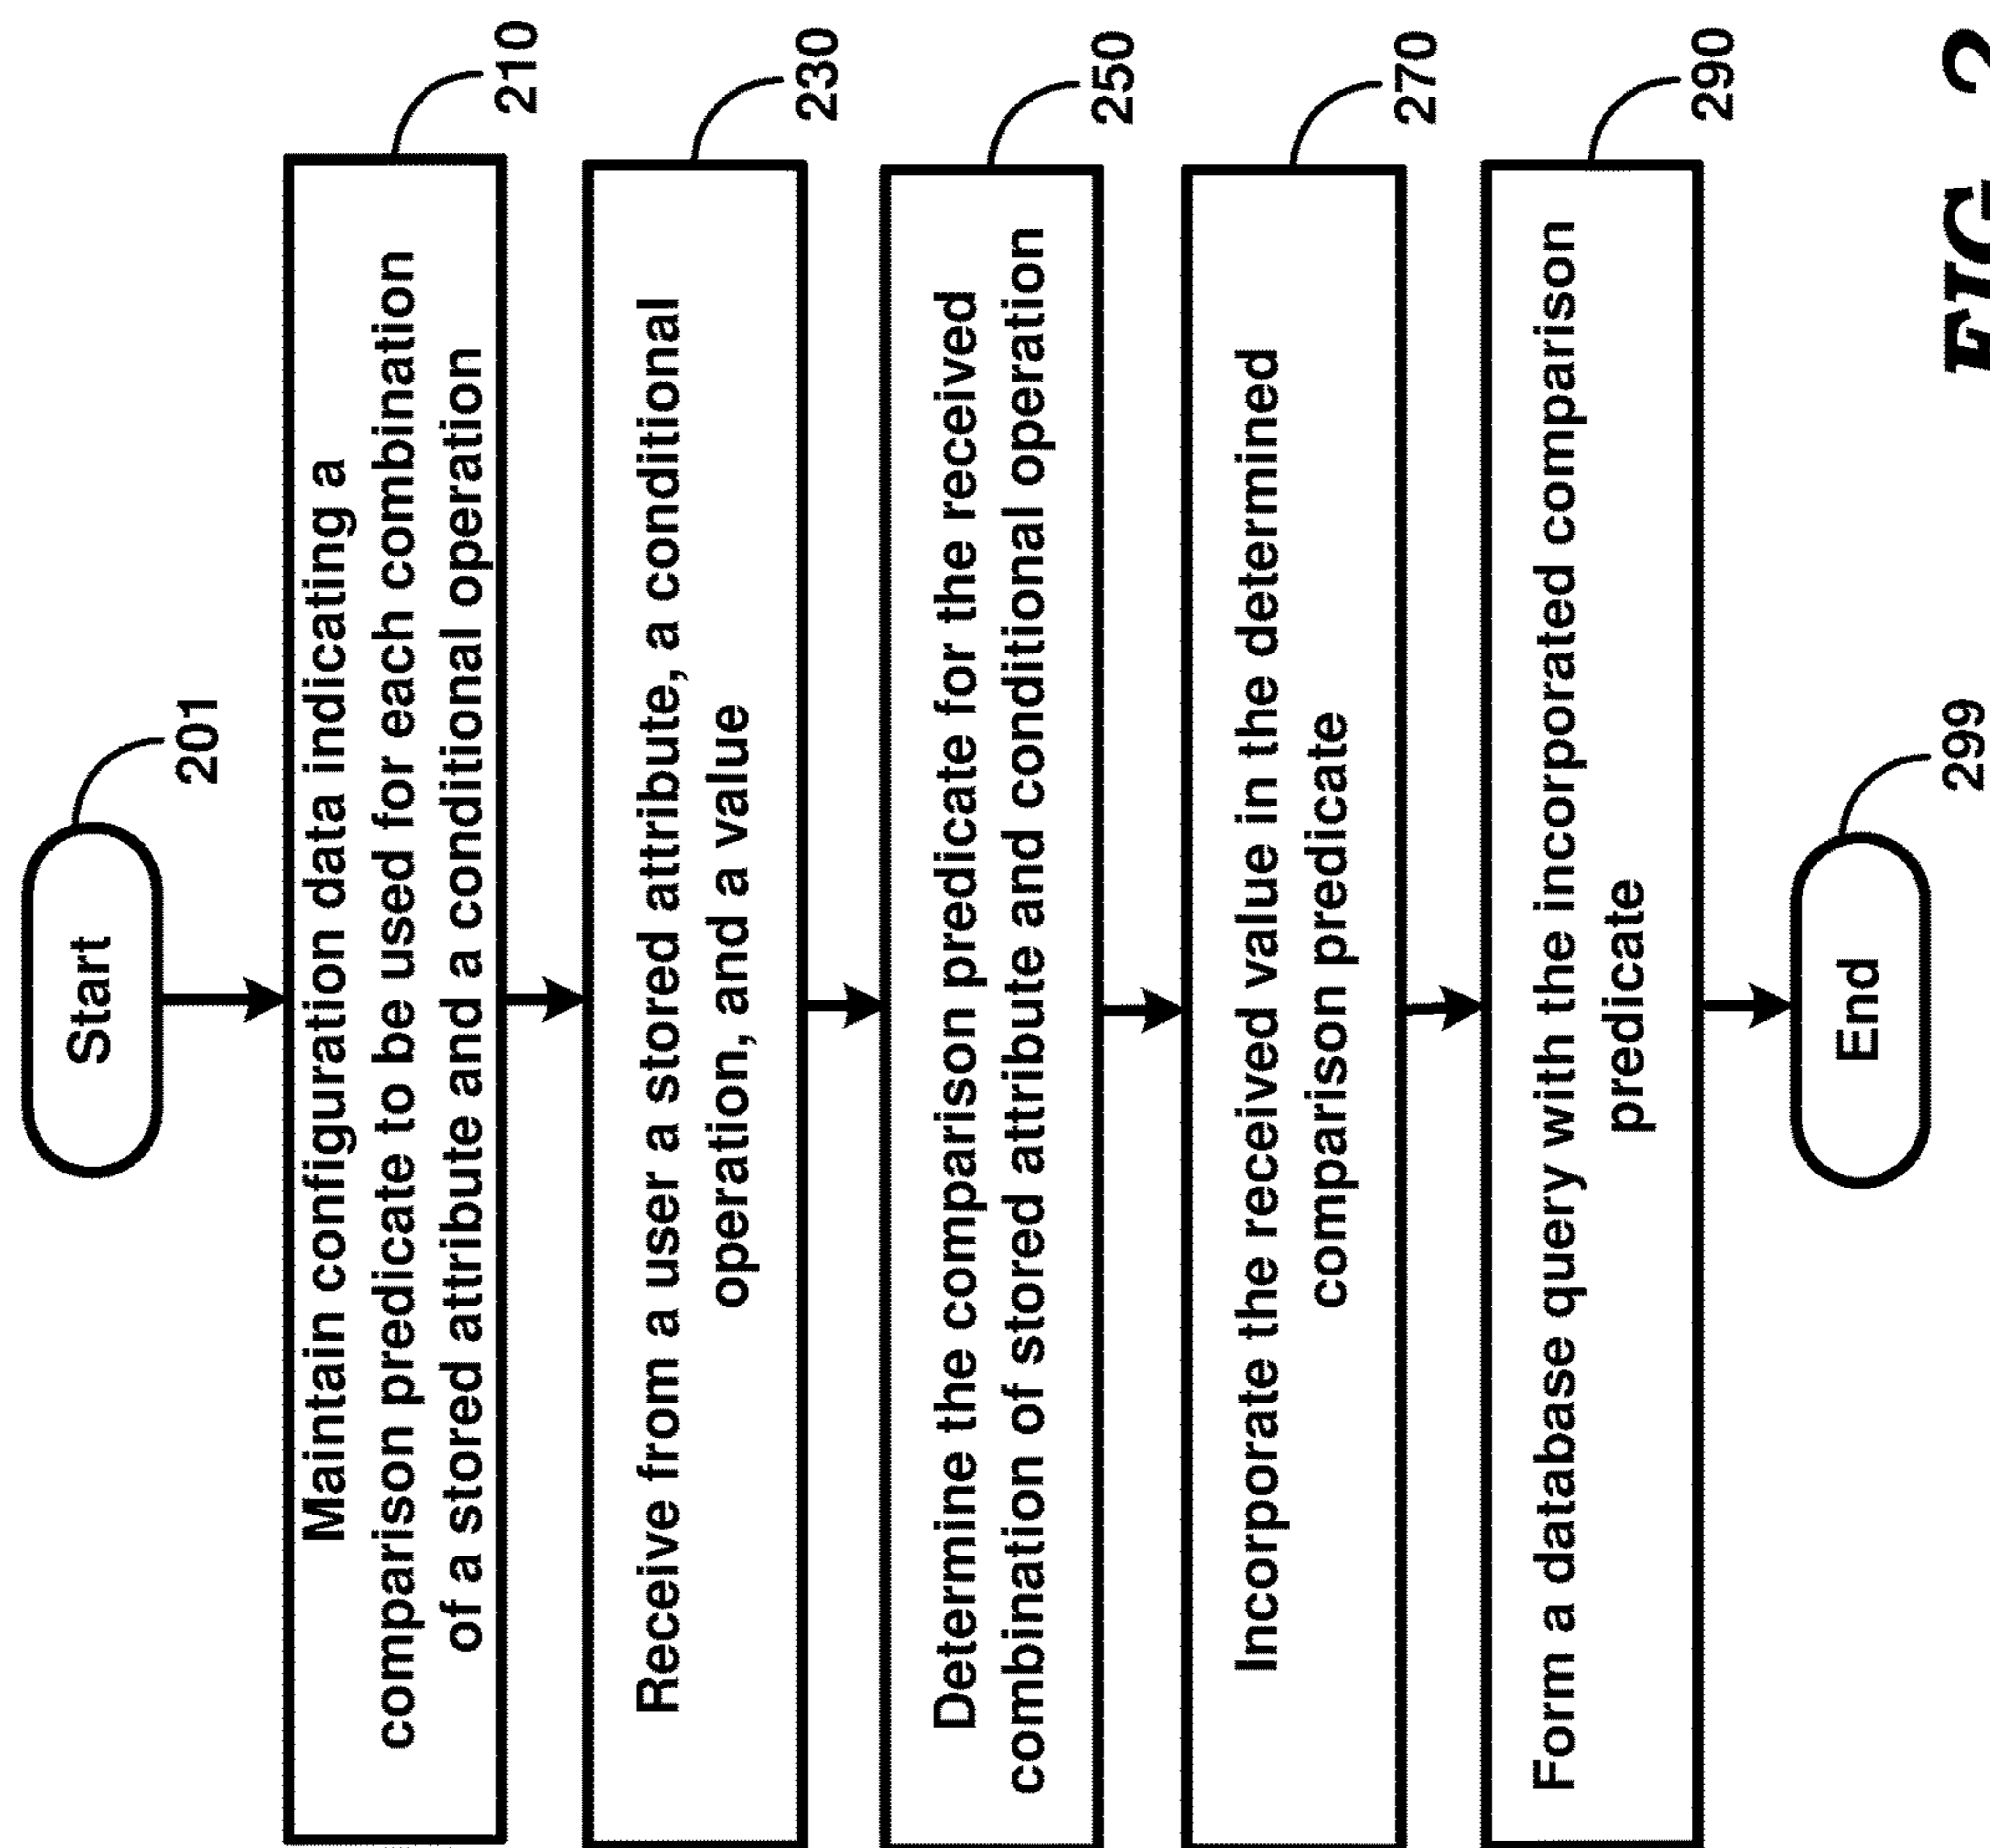 Start
201
Maintain configuration data indicating a
comparison predicate to be used for each combination
of a stored attribute and a conditional operation
210
Receive from a user a stored attribute, a conditional
operation, and a value
230
Determine the comparison predicate for the received
combination of stored attribute and conditional operation
250
Incorporate the received value in the determined
comparison predicate
270
Form a database query with the incorporated comparison
predicate
290
End
299
FIG. 2